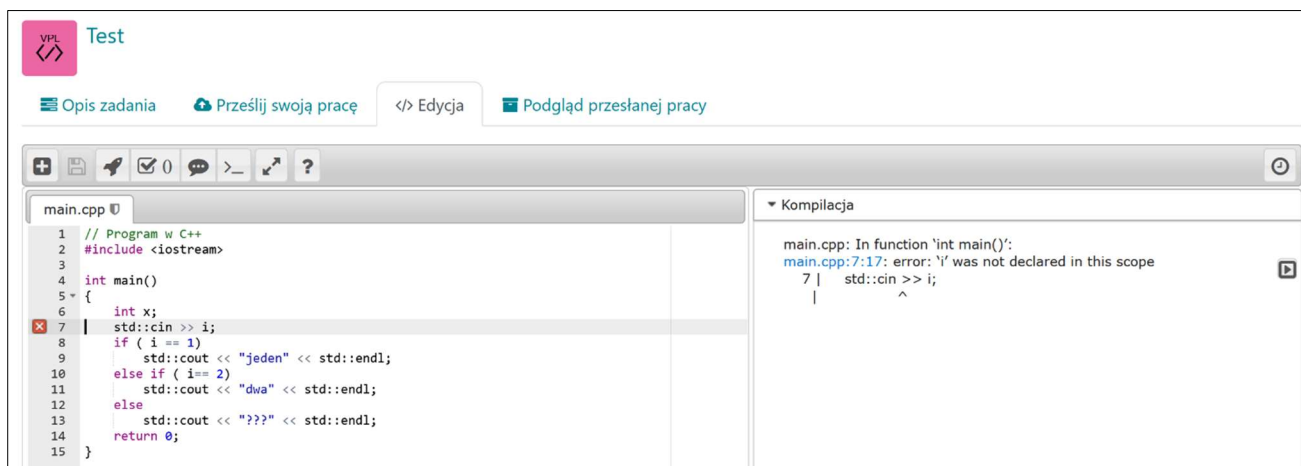 VPL
</>
Test
Opis zadania Prześlij swoją pracę </> Edycja Podgląd przesłanej pracy
0 >_ ?
main.cpp
1 // Program w C++
2 #include <iostream>
3
4 int main()
5 {
6 int x;
7 std::cin >> i;
8 if ( i == 1)
9 std::cout << "jeden" << std::endl;
10 else if ( i== 2)
11 std::cout << "dwa" << std::endl;
12 else
13 std::cout << "???" << std::endl;
14 return 0;
15 }
Kompilacja
main.cpp: In function ‘int main()’:
main.cpp:7:17: error: ‘i’ was not declared in this scope
7 | std::cin >> i;
| ^